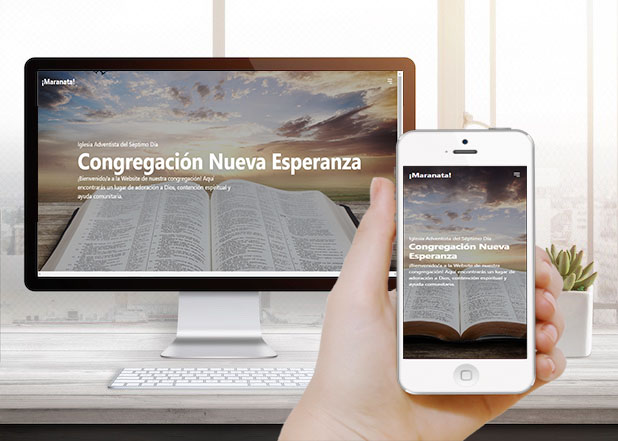 ¡Maranata!
Iglesia Adventista del Séptimo Día
Congregación Nueva Esperanza
¡Bienvenido/a a la Website de nuestra congregación! Aquí
encontrarás un lugar de adoración a Dios, contención espiritual y
ayuda comunitaria.
¡Maranata!
Iglesia Adventista del Séptimo Día
Congregación Nueva
Esperanza
¡Bienvenido/a a la Website de nuestra
congregación! Aquí encontrarás un lugar de
adoración a Dios, contención espiritual y
ayuda comunitaria.